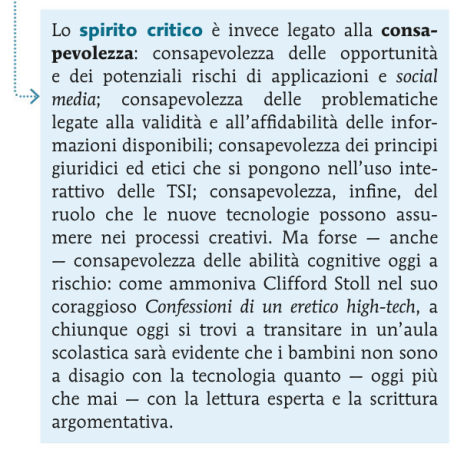 Lo spirito critico è invece legato alla consa-
pevolezza: consapevolezza delle opportunità
e dei potenziali rischi di applicazioni e social
media; consapevolezza delle problematiche
legate alla validità e all'affidabilità delle infor-
mazioni disponibili; consapevolezza dei principi
giuridici ed etici che si pongono nell'uso inte-
rattivo delle TSI; consapevolezza, infine, del
ruolo che le nuove tecnologie possono assu-
mere nei processi creativi. Ma forse — anche
— consapevolezza delle abilità cognitive oggi a
rischio: come ammoniva Clifford Stoll nel suo
coraggioso Confessioni di un eretico high-tech, a
chiunque oggi si trovi a transitare in un'aula
scolastica sarà evidente che i bambini non sono
a disagio con la tecnologia quanto — oggi più
che mai — con la lettura esperta e la scrittura
argomentativa.